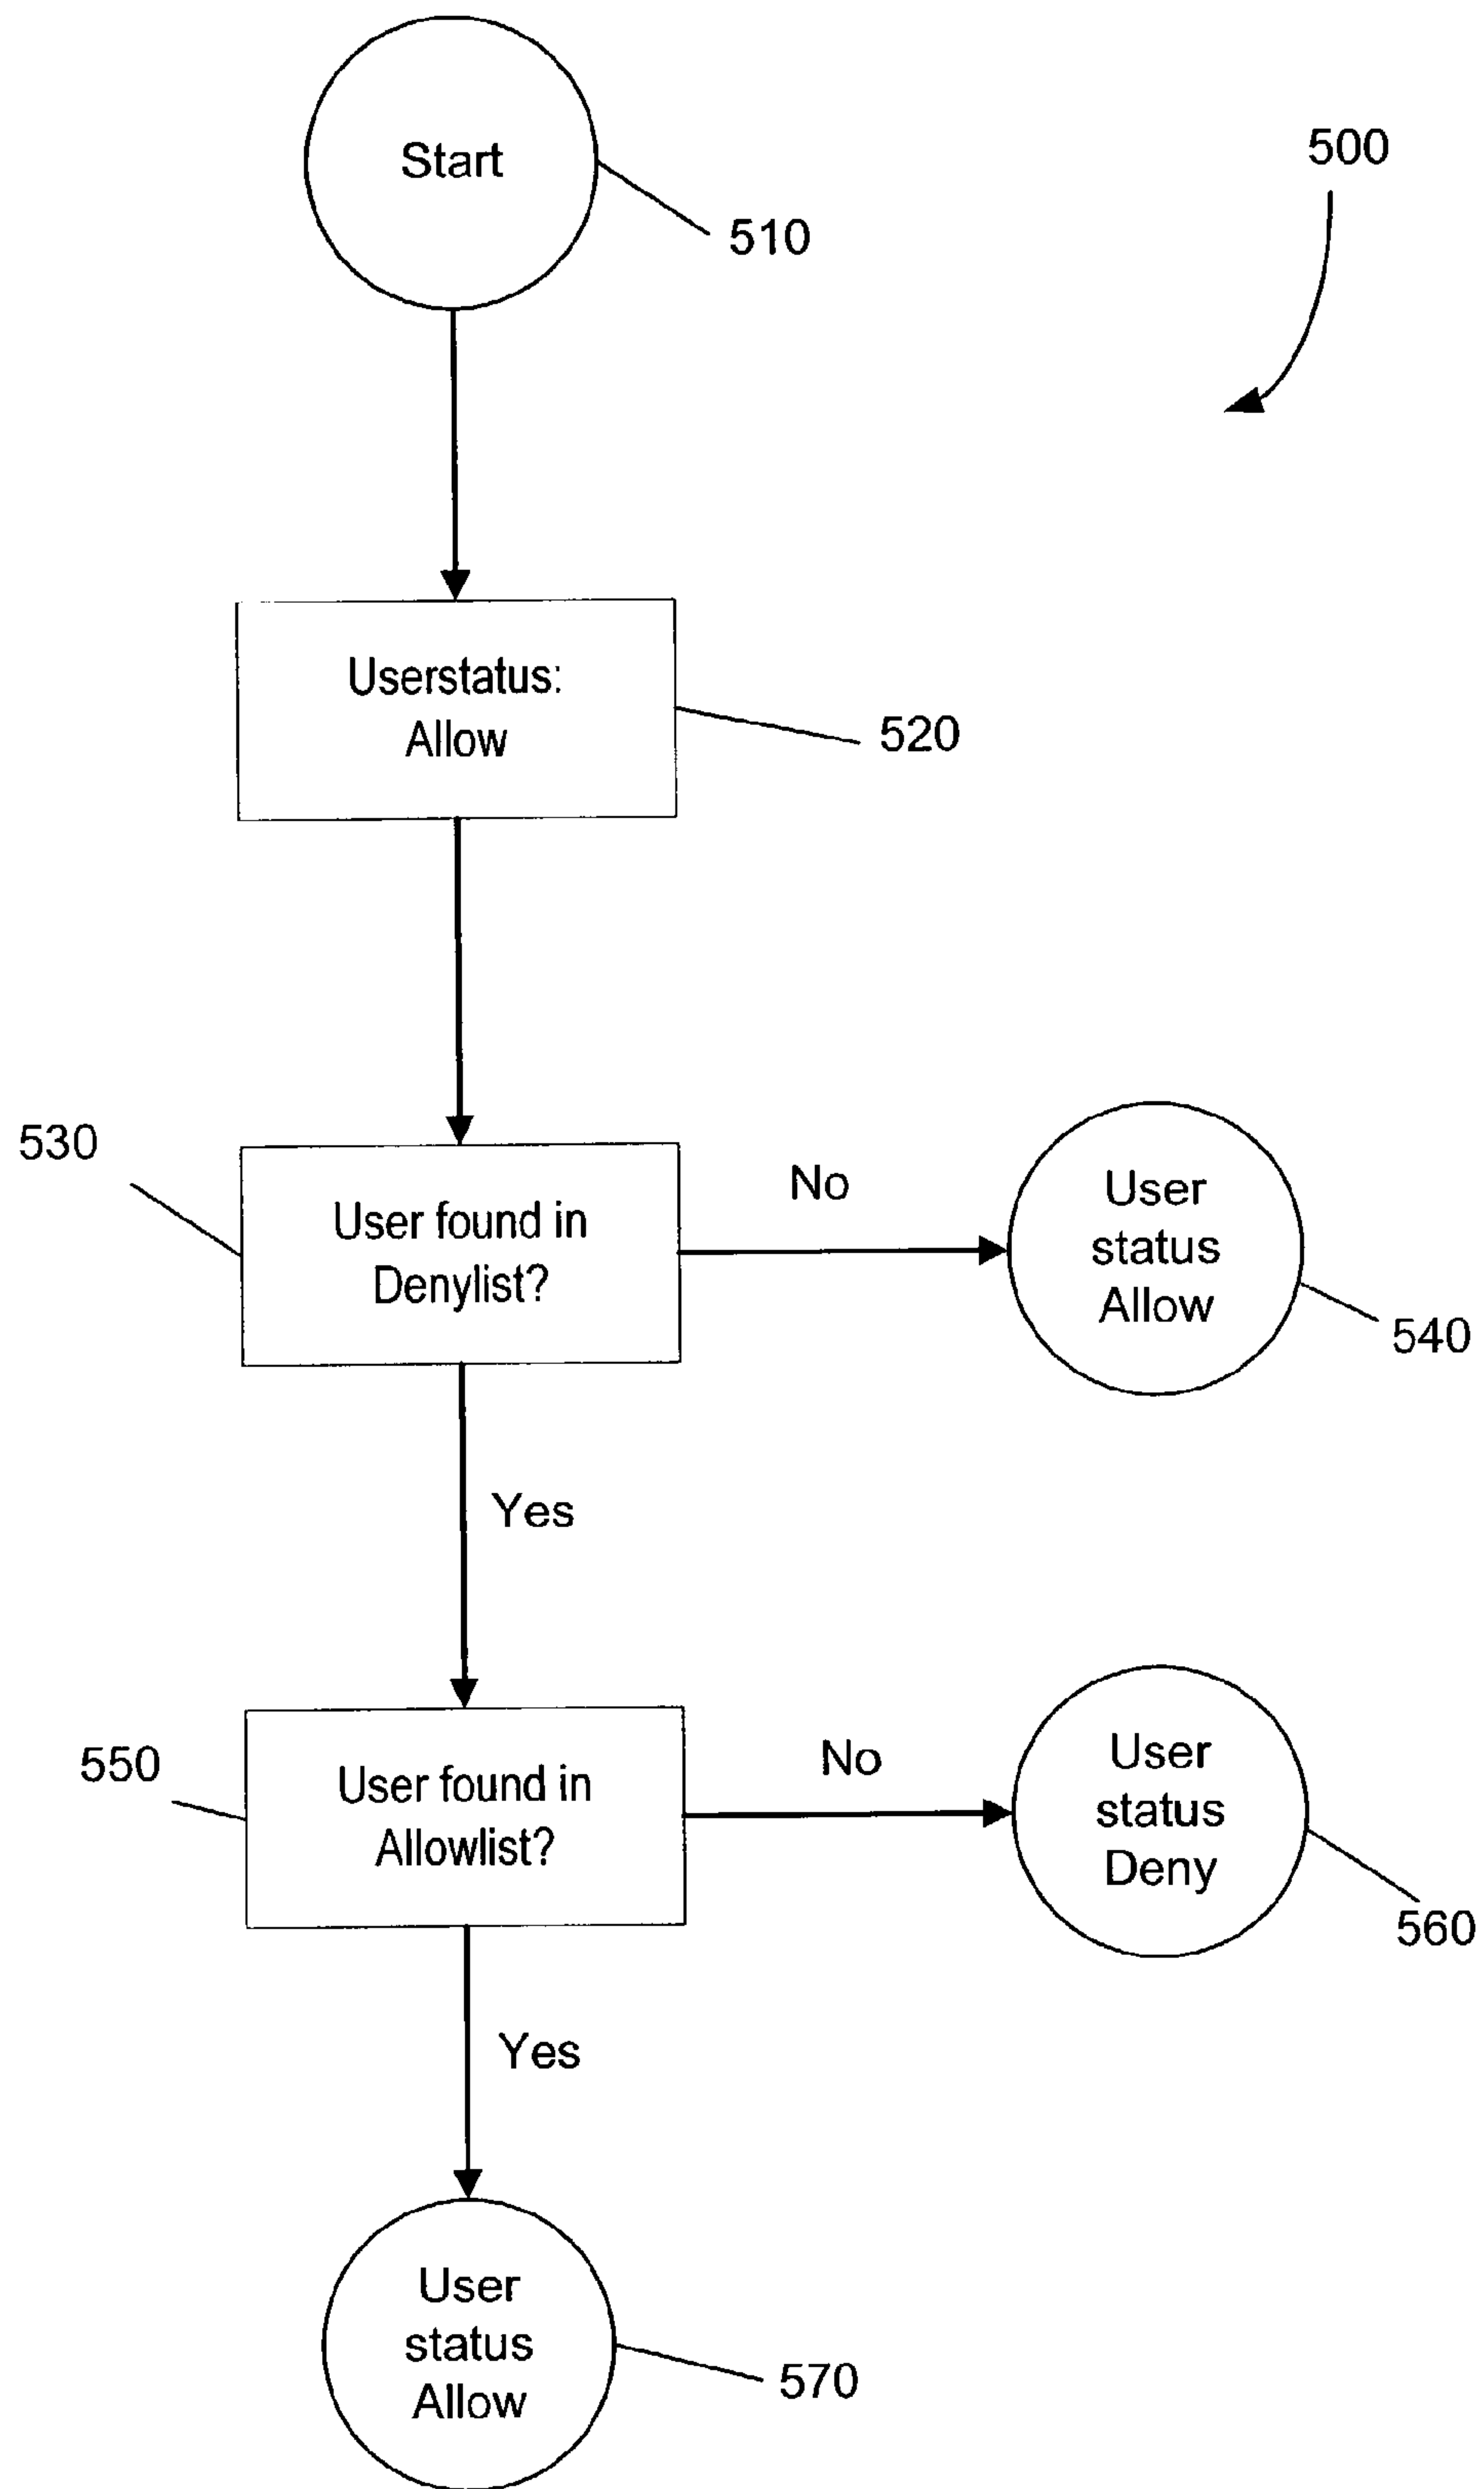 Start
500
510
Userstatus:
Allow
520
530
User found in
Denylist?
No
User
status
Allow
540
Yes
550
User found in
Allowlist?
No
User
status
Deny
560
Yes
User
status
Allow
570